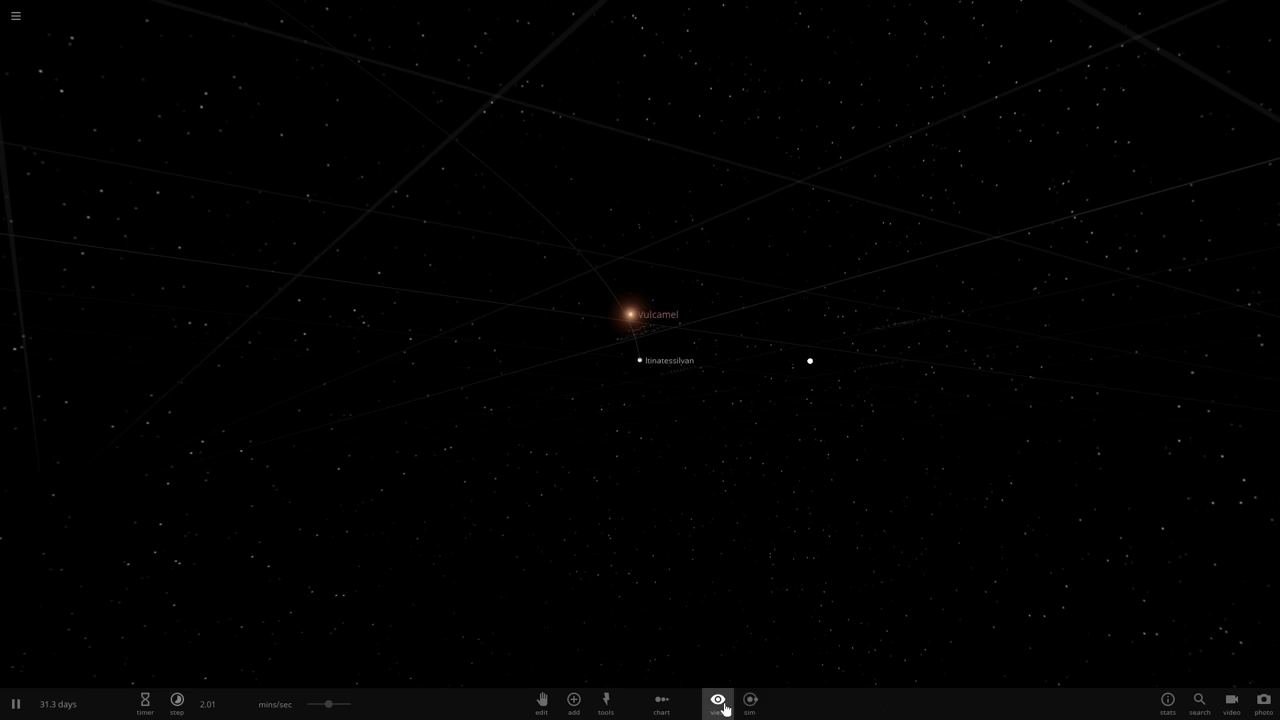 Vulcamel
Itinatessilvan
31.3 days
timer
step
2.01
mins/sec
edit
add
tools
chart
view
sim
stats
search
video
photo